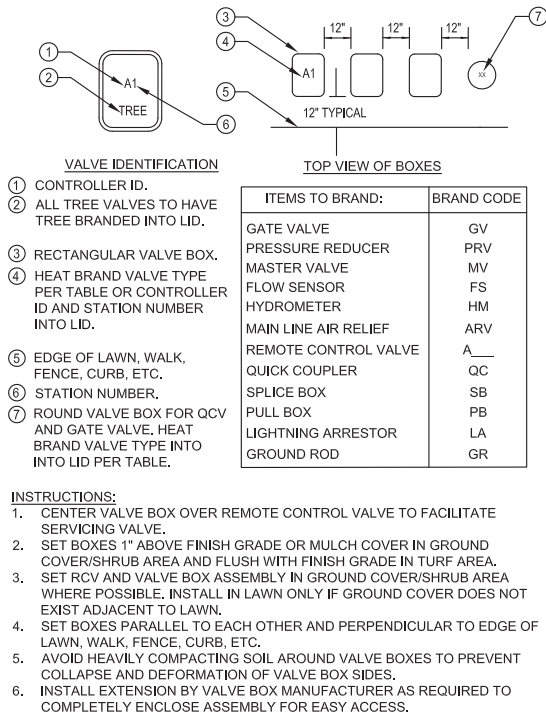 3
12"
12"
12"
7
1
4
A1
A1
XX
2
5
TREE
6
12" TYPICAL
VALVE IDENTIFICATION
TOP VIEW OF BOXES
1 CONTROLLER ID.
2 ALL TREE VALVES TO HAVE
TREE BRANDED INTO LID.
3 RECTANGULAR VALVE BOX.
4 HEAT BRAND VALVE TYPE
PER TABLE OR CONTROLLER
ID AND STATION NUMBER
INTO LID.
5 EDGE OF LAWN, WALK,
FENCE, CURB, ETC.
6 STATION NUMBER.
7 ROUND VALVE BOX FOR QCV
AND GATE VALVE. HEAT
BRAND VALVE TYPE INTO
INTO LID PER TABLE.
ITEMS TO BRAND: BRAND CODE
GATE VALVE GV
PRESSURE REDUCER PRV
MASTER VALVE MV
FLOW SENSOR FS
HYDROMETER HM
MAIN LINE AIR RELIEF ARV
REMOTE CONTROL VALVE A___
QUICK COUPLER QC
SPLICE BOX SB
PULL BOX PB
LIGHTNING ARRESTOR LA
GROUND ROD GR
INSTRUCTIONS:
1. CENTER VALVE BOX OVER REMOTE CONTROL VALVE TO FACILITATE
SERVICING VALVE.
2. SET BOXES 1" ABOVE FINISH GRADE OR MULCH COVER IN GROUND
COVER/SHRUB AREA AND FLUSH WITH FINISH GRADE IN TURF AREA.
3. SET RCV AND VALVE BOX ASSEMBLY IN GROUND COVER/SHRUB AREA
WHERE POSSIBLE. INSTALL IN LAWN ONLY IF GROUND COVER DOES NOT
EXIST ADJACENT TO LAWN.
4. SET BOXES PARALLEL TO EACH OTHER AND PERPENDICULAR TO EDGE OF
LAWN, WALK, FENCE, CURB, ETC.
5. AVOID HEAVILY COMPACTING SOIL AROUND VALVE BOXES TO PREVENT
COLLAPSE AND DEFORMATION OF VALVE BOX SIDES.
6. INSTALL EXTENSION BY VALVE BOX MANUFACTURER AS REQUIRED TO
COMPLETELY ENCLOSE ASSEMBLY FOR EASY ACCESS.